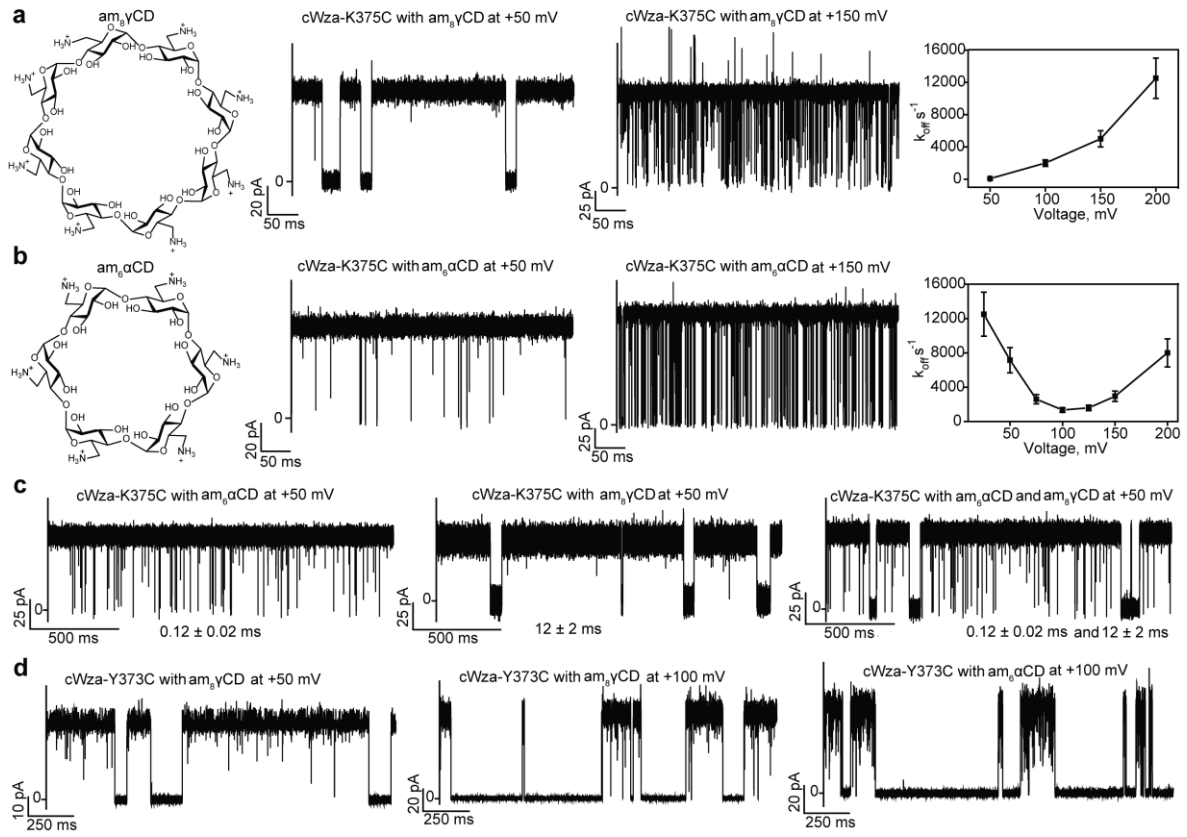 a
am₈γCD
cWza-K375C with am₈γCD at +50 mV
0
20 pA
50 ms
cWza-K375C with am₈γCD at +150 mV
0
25 pA
50 ms
16000
12000
8000
4000
0
k_off s⁻¹
50 100 150 200
Voltage, mV
b
am₆αCD
cWza-K375C with am₆αCD at +50 mV
0
20 pA
50 ms
cWza-K375C with am₆αCD at +150 mV
0
25 pA
50 ms
16000
12000
8000
4000
0
k_off s⁻¹
50 100 150 200
Voltage, mV
c
cWza-K375C with am₆αCD at +50 mV
0
25 pA
500 ms
0.12 ± 0.02 ms
cWza-K375C with am₈γCD at +50 mV
0
25 pA
500 ms
12 ± 2 ms
cWza-K375C with am₆αCD and am₈γCD at +50 mV
0
25 pA
500 ms
0.12 ± 0.02 ms and 12 ± 2 ms
d
cWza-Y373C with am₈γCD at +50 mV
0
10 pA
250 ms
cWza-Y373C with am₈γCD at +100 mV
0
20 pA
250 ms
cWza-Y373C with am₆αCD at +100 mV
0
20 pA
250 ms